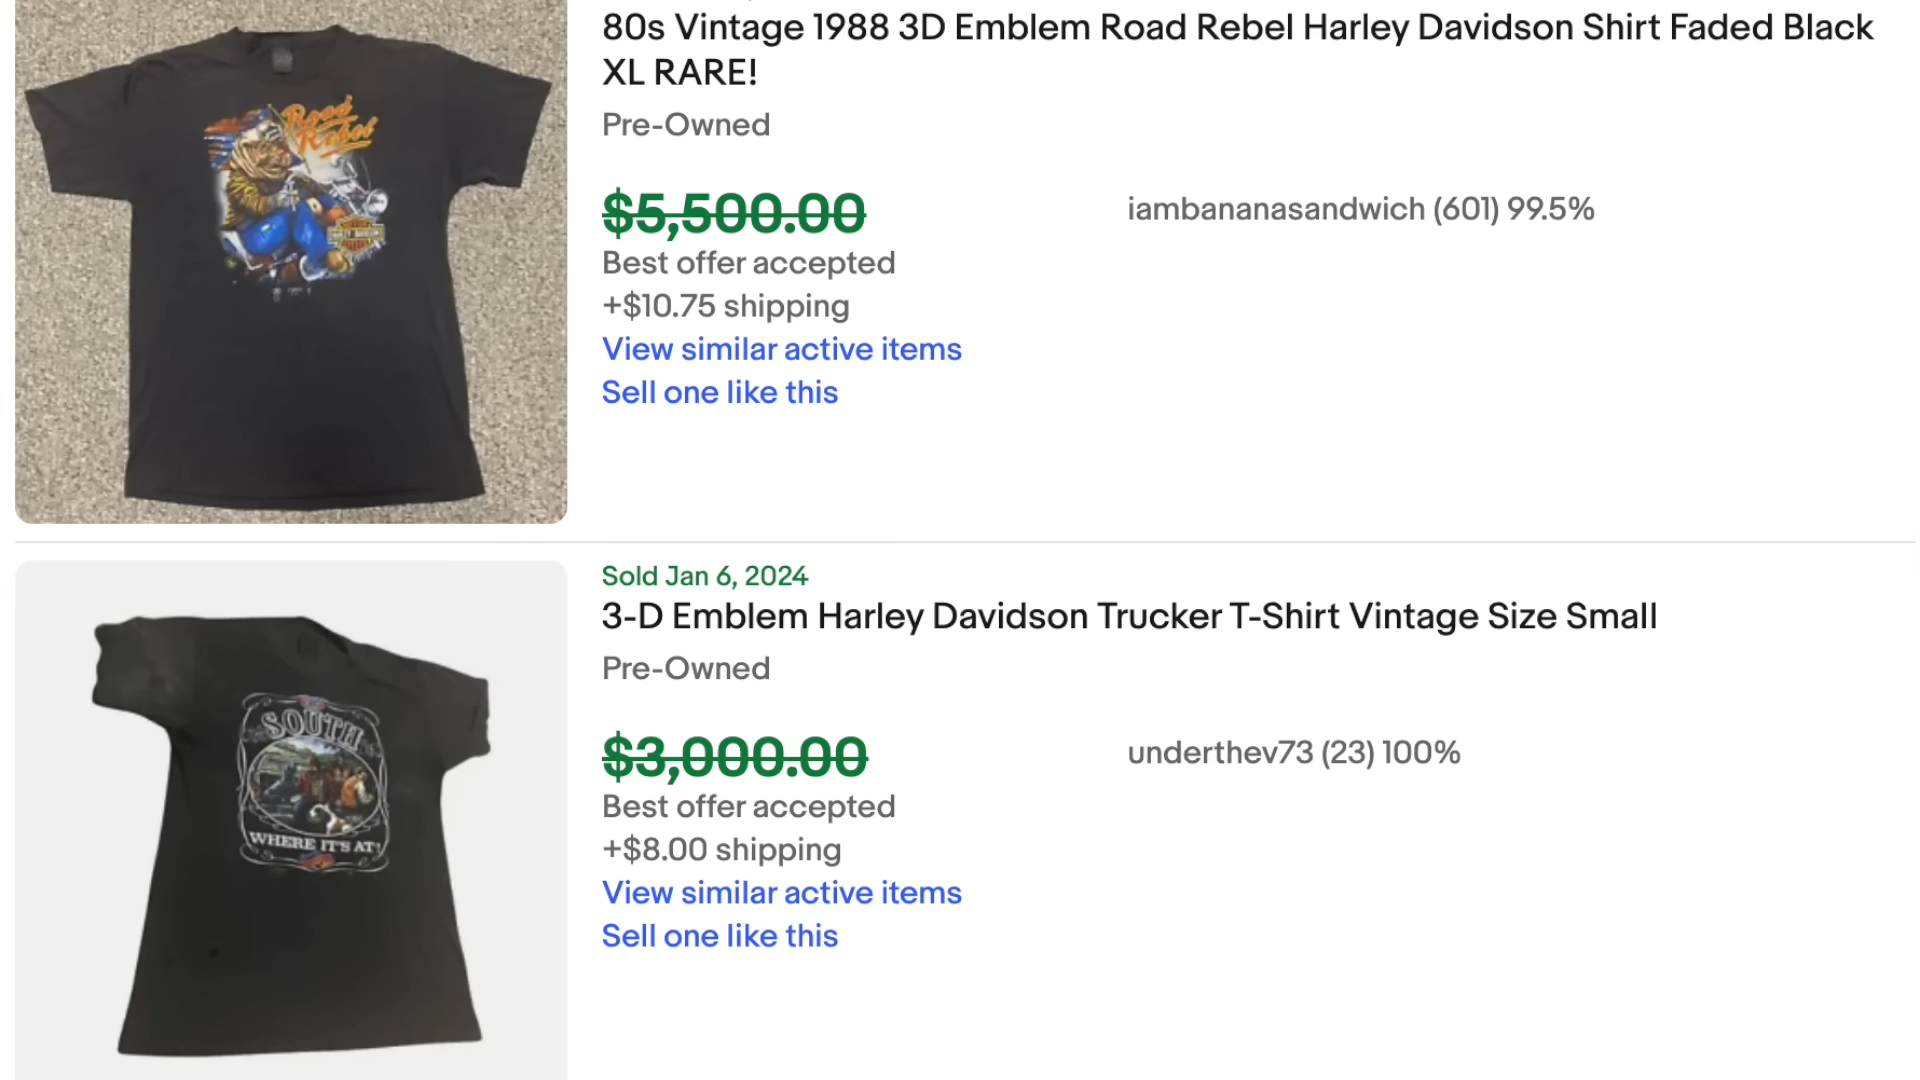 80s Vintage 1988 3D Emblem Road Rebel Harley Davidson Shirt Faded Black
XL RARE!
Pre-Owned
$5,500.00
iambananasandwich (601) 99.5%
Best offer accepted
+$10.75 shipping
View similar active items
Sell one like this
Road
Rebel
Sold Jan 6, 2024
3-D Emblem Harley Davidson Trucker T-Shirt Vintage Size Small
Pre-Owned
$3,000.00
underthev73 (23) 100%
Best offer accepted
+$8.00 shipping
View similar active items
Sell one like this
SOUTH
WHERE IT'S AT!